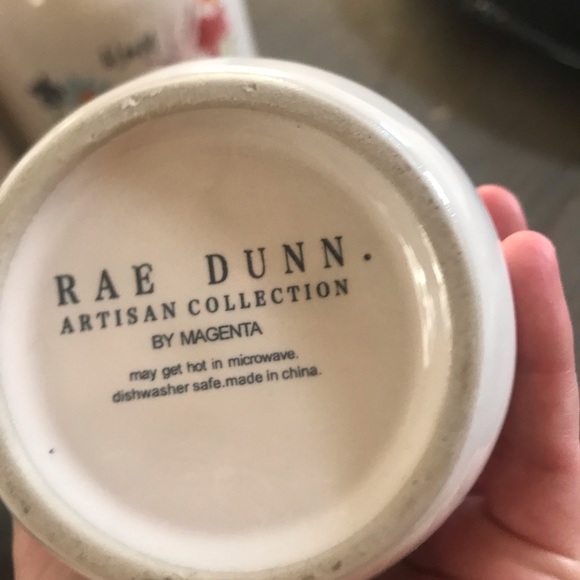 RAE DUNN.
ARTISAN COLLECTION
BY MAGENTA
may get hot in microwave.
dishwasher safe.made in china.